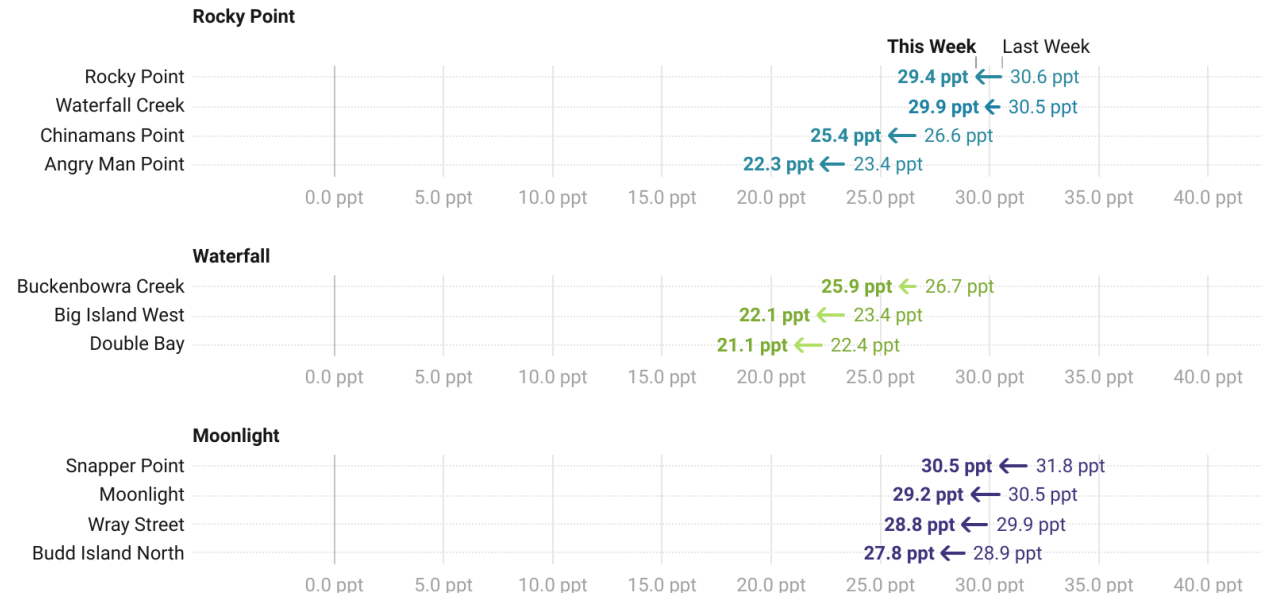 Rocky Point
This Week Last Week
Rocky Point 29.4 ppt 30.6 ppt
Waterfall Creek 29.9 ppt 30.5 ppt
Chinamans Point 25.4 ppt 26.6 ppt
Angry Man Point 22.3 ppt 23.4 ppt
0.0 ppt 5.0 ppt 10.0 ppt 15.0 ppt 20.0 ppt 25.0 ppt 30.0 ppt 35.0 ppt 40.0 ppt
Waterfall
Buckenbowra Creek 25.9 ppt 26.7 ppt
Big Island West 22.1 ppt 23.4 ppt
Double Bay 21.1 ppt 22.4 ppt
0.0 ppt 5.0 ppt 10.0 ppt 15.0 ppt 20.0 ppt 25.0 ppt 30.0 ppt 35.0 ppt 40.0 ppt
Moonlight
Snapper Point 30.5 ppt 31.8 ppt
Moonlight 29.2 ppt 30.5 ppt
Wray Street 28.8 ppt 29.9 ppt
Budd Island North 27.8 ppt 28.9 ppt
0.0 ppt 5.0 ppt 10.0 ppt 15.0 ppt 20.0 ppt 25.0 ppt 30.0 ppt 35.0 ppt 40.0 ppt